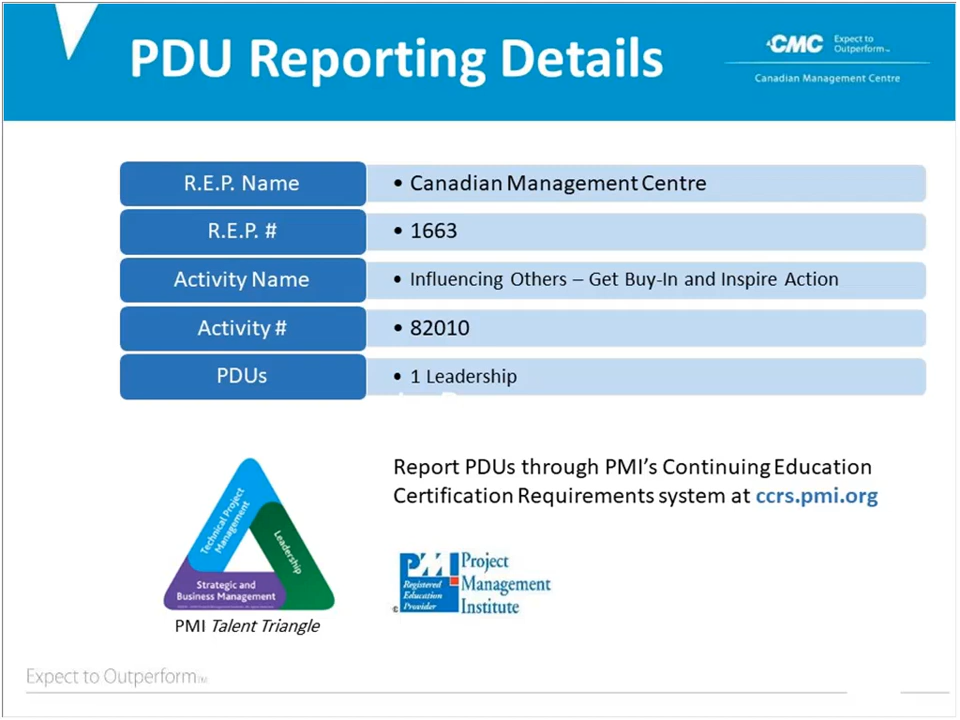 PDU Reporting Details
CMC Expect to
Outperform™
Canadian Management Centre
R.E.P. Name
• Canadian Management Centre
R.E.P. #
• 1663
Activity Name
• Influencing Others – Get Buy-In and Inspire Action
Activity #
• 82010
PDUs
• 1 Leadership
Report PDUs through PMI's Continuing Education
Certification Requirements system at ccrs.pmi.org
Technical Project
Management
Leadership
Strategic and
Business Management
PMI Talent Triangle
PMI
Registered
Education
Provider
Project
Management
Institute
©
Expect to Outperform™